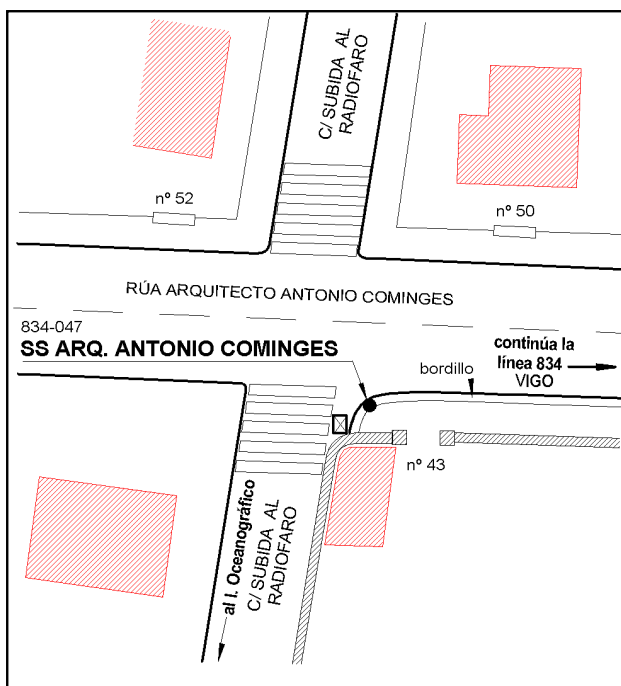 C/ SUBIDA AL
RADIOFARO
nº 52
nº 50
RÚA ARQUITECTO ANTONIO COMINGES
834-047
SS ARQ. ANTONIO COMINGES
continúa la
línea 834
VIGO
bordillo
nº 43
al I. Oceanográfico
C/ SUBIDA AL
RADIOFARO